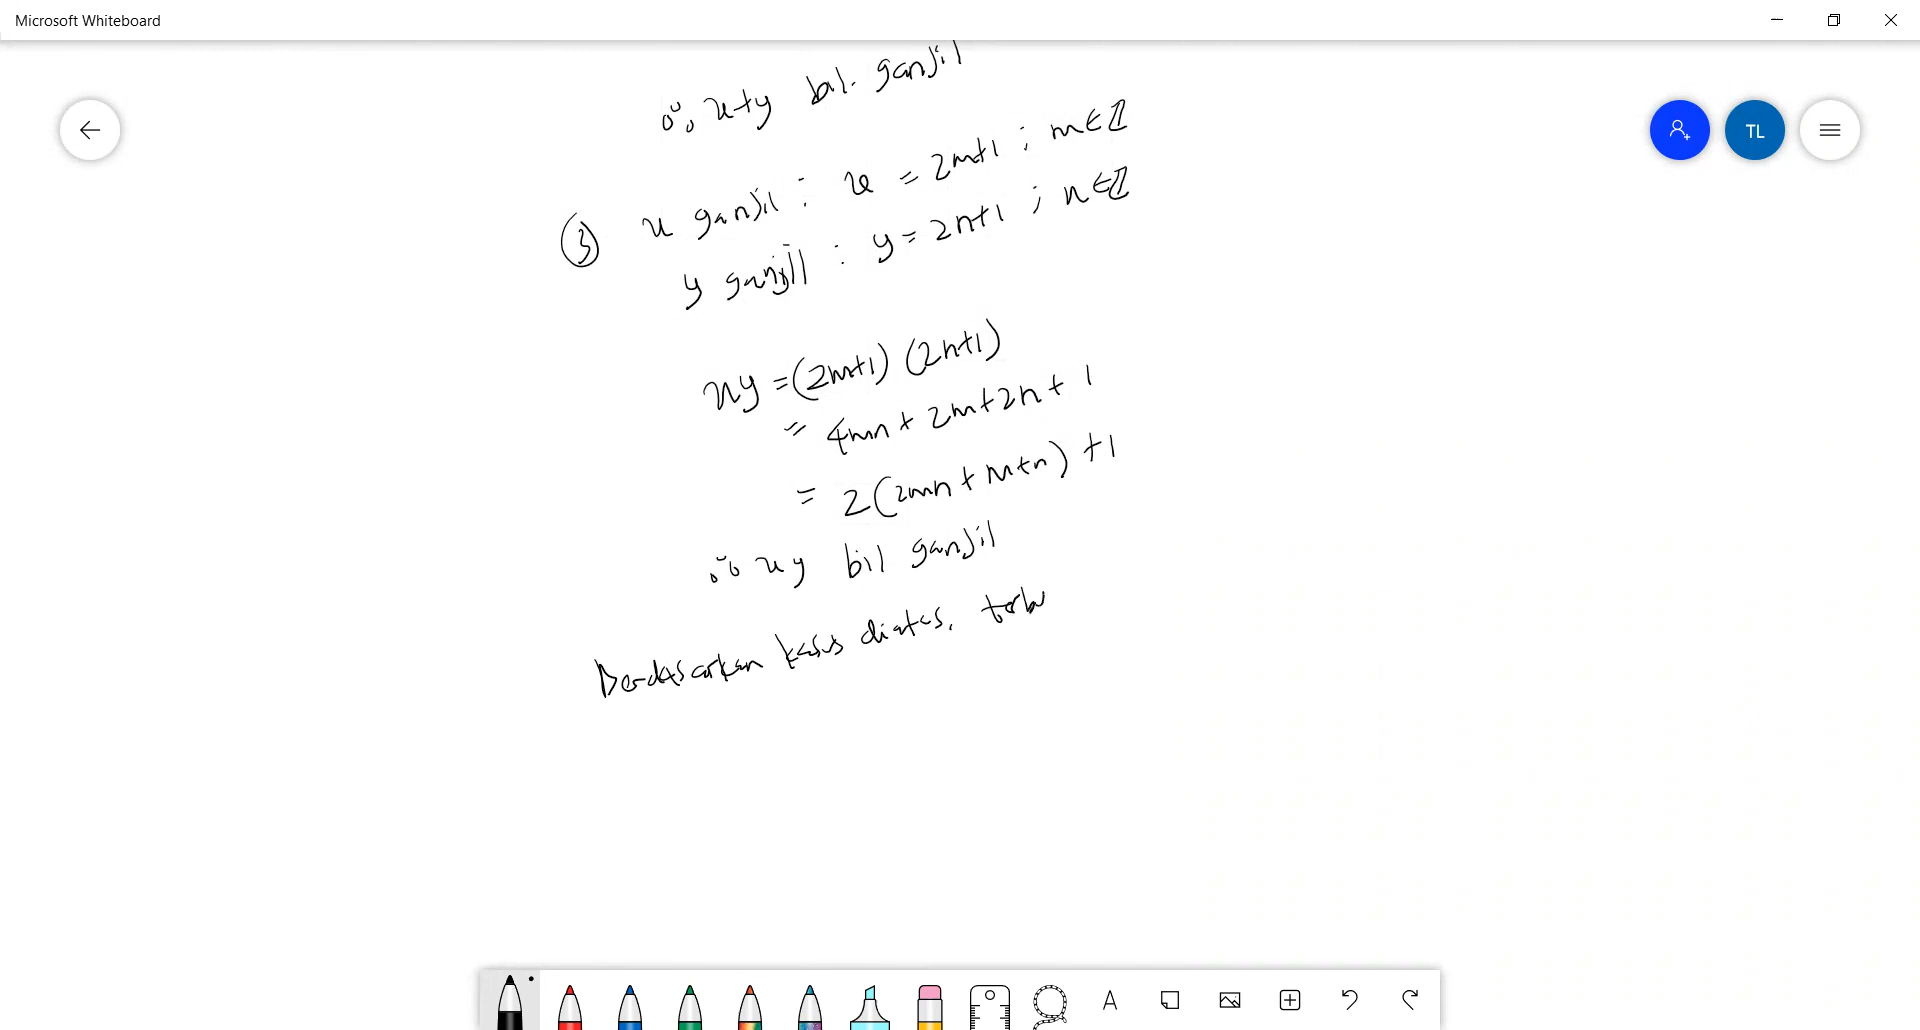 Microsoft Whiteboard
∴ x+y bil. ganjil
TL
③ x ganjil : x = 2m+1 ; m∈ℤ
y ganjil : y = 2n+1 ; n∈ℤ
xy = (2m+1) (2n+1)
= 4mn + 2m+2n + 1
= 2(2mn + m+n) +1
∴ xy bil ganjil
Berdasarkan kasus diatas, terbu
A